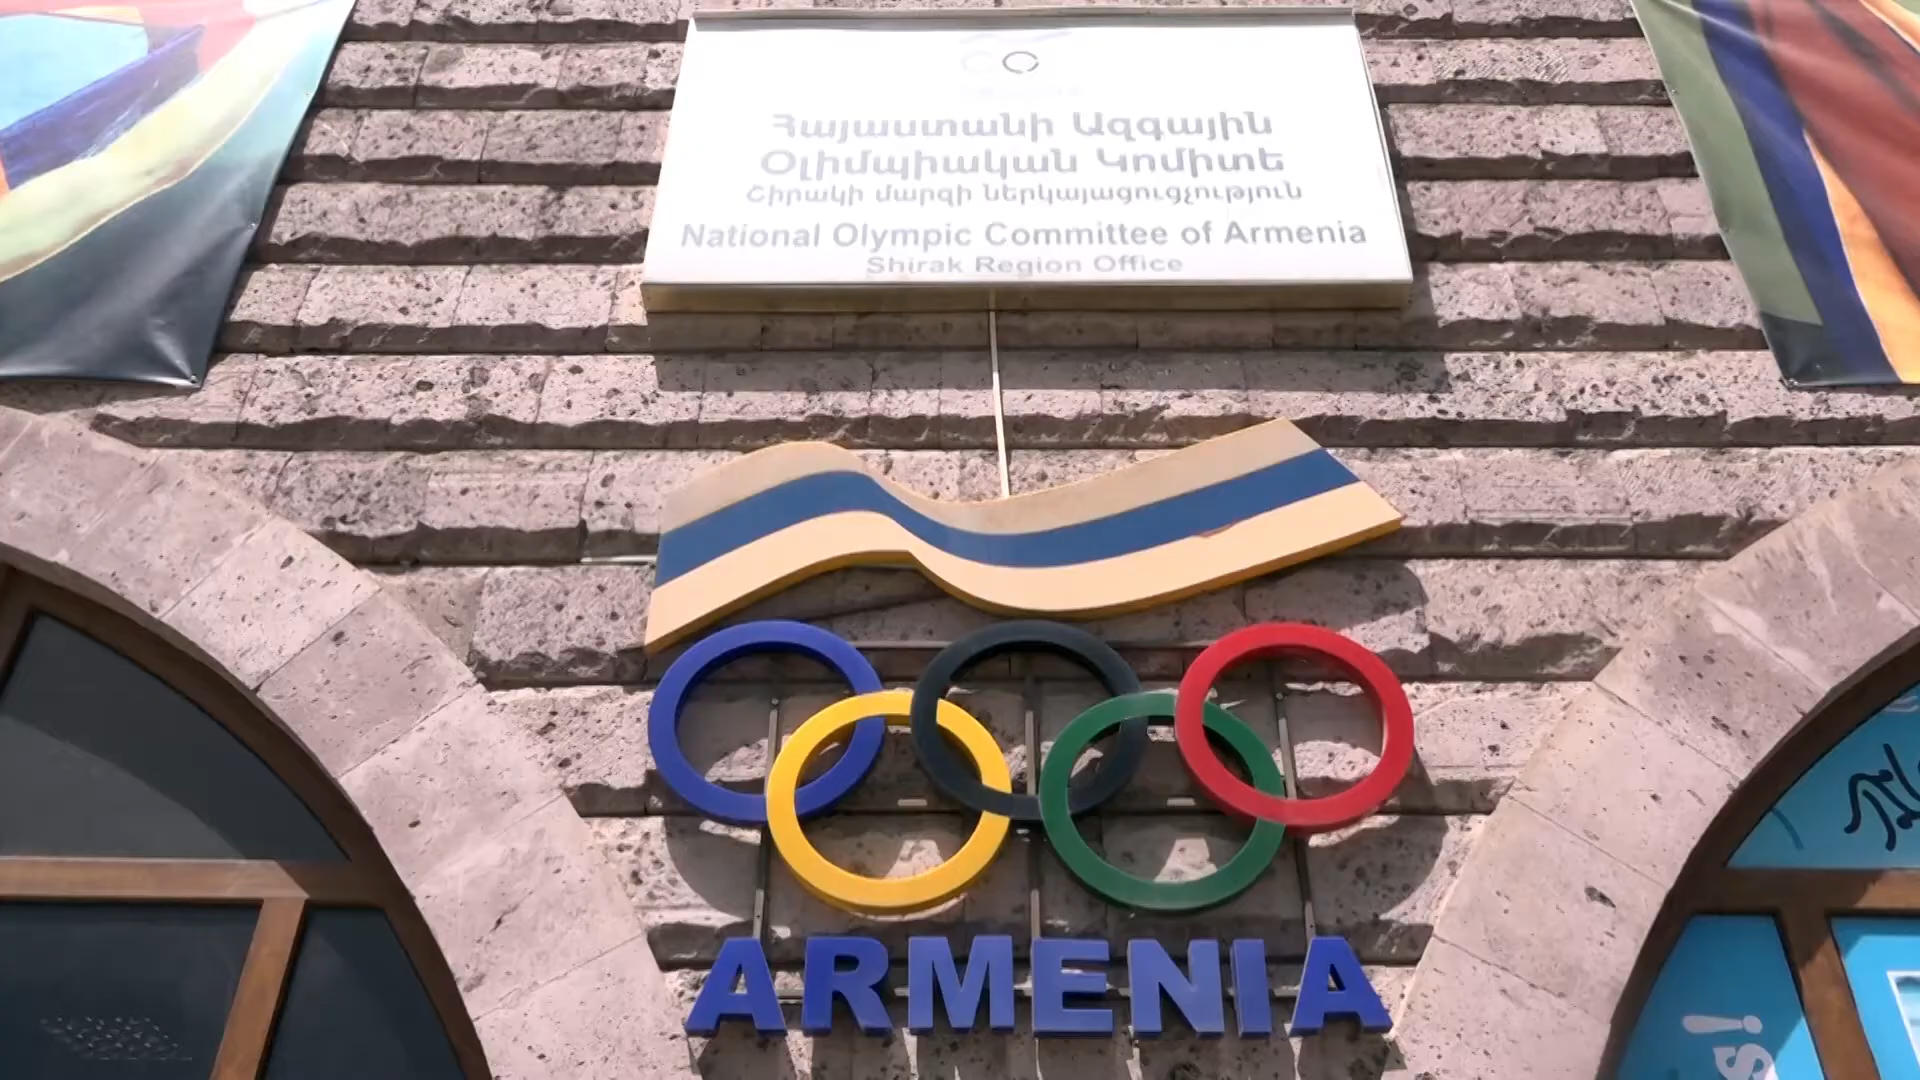 Հայաստանի Ազգային
Օլիմպիական Կոմիտե
Շիրակի մարզի ներկայացուցչություն
National Olympic Committee of Armenia
Shirak Region Office
ARMENIA
s!